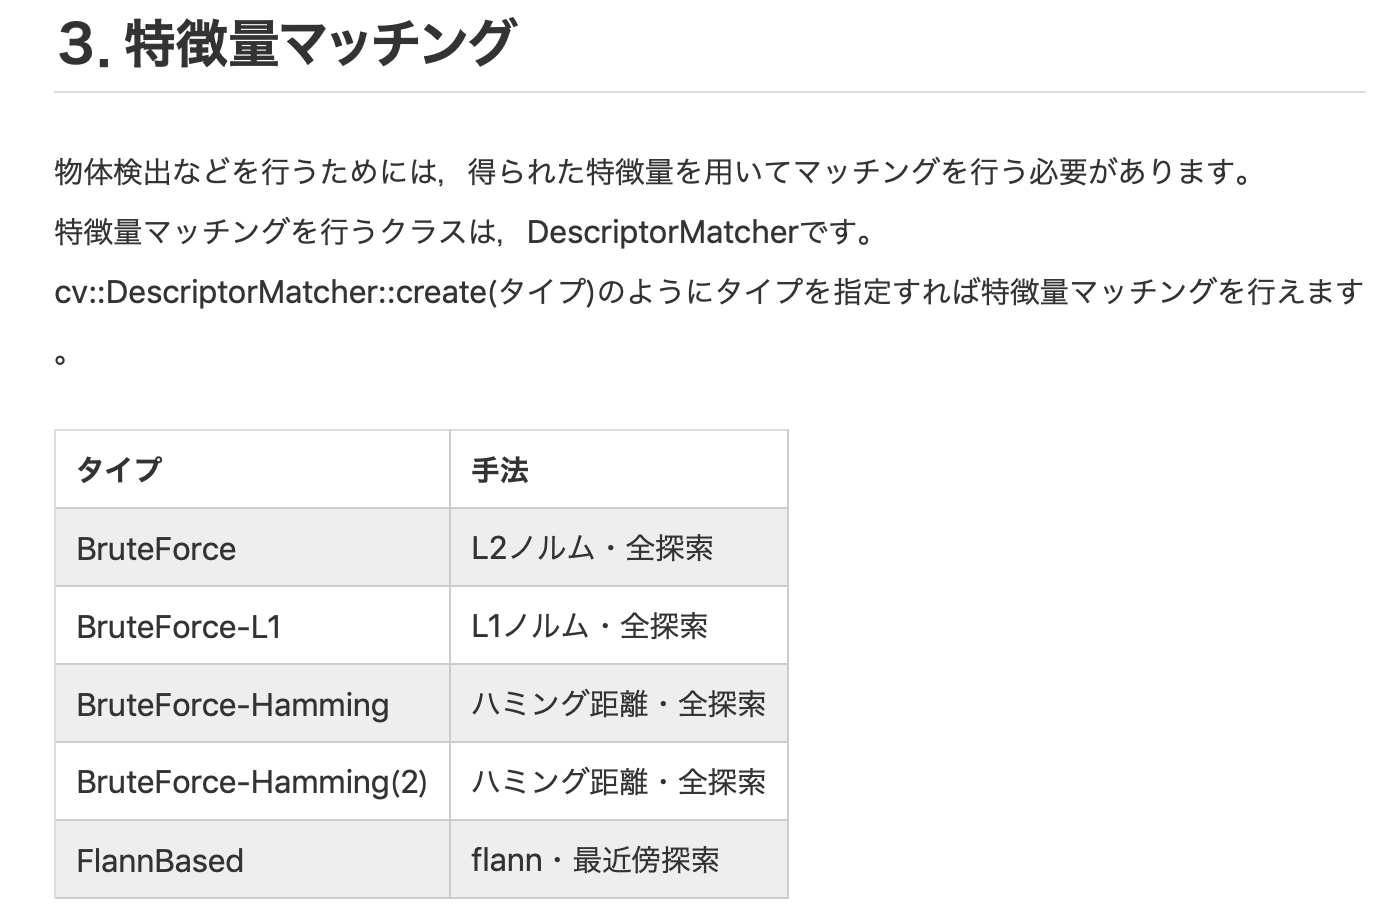 3. 特徴量マッチング
物体検出などを行うためには，得られた特徴量を用いてマッチングを行う必要があります。
特徴量マッチングを行うクラスは，DescriptorMatcherです。
cv::DescriptorMatcher::create(タイプ)のようにタイプを指定すれば特徴量マッチングを行えます
。
タイプ 手法
BruteForce L2ノルム・全探索
BruteForce-L1 L1ノルム・全探索
BruteForce-Hamming ハミング距離・全探索
BruteForce-Hamming(2) ハミング距離・全探索
FlannBased flann・最近傍探索